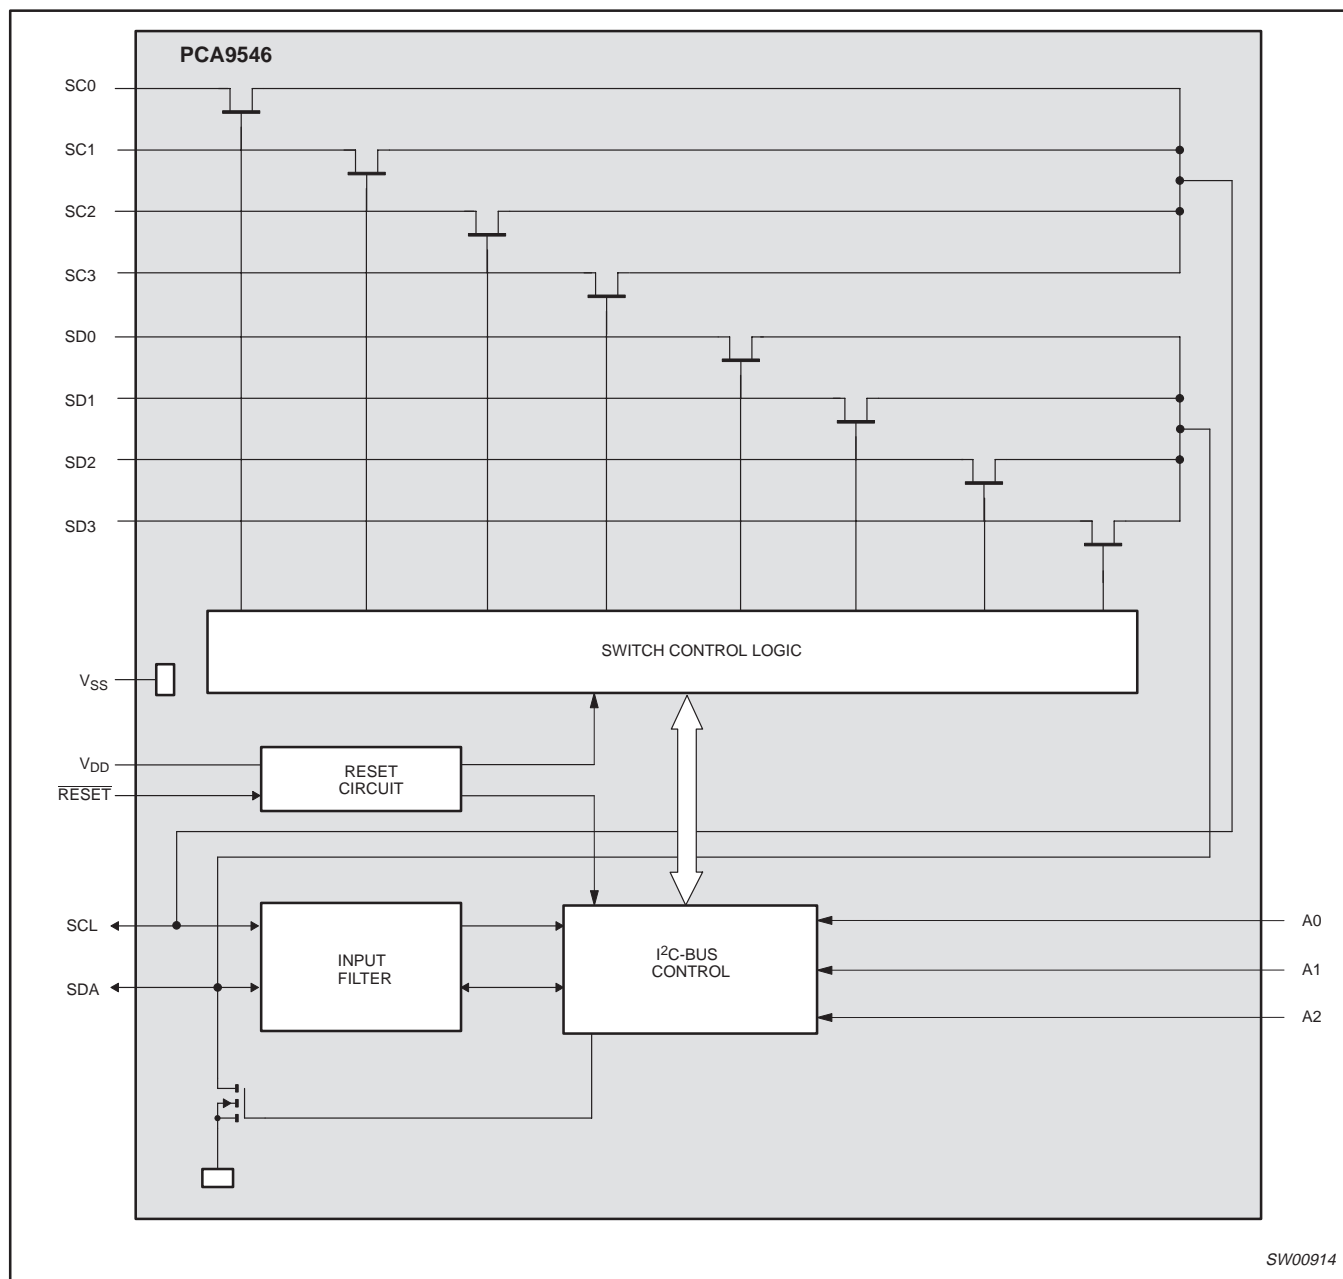 PCA9546
SC0
SC1
SC2
SC3
SD0
SD1
SD2
SD3
SWITCH CONTROL LOGIC
VSS
VDD
RESET
RESET
CIRCUIT
SCL
SDA
INPUT
FILTER
I²C-BUS
CONTROL
A0
A1
A2
SW00914